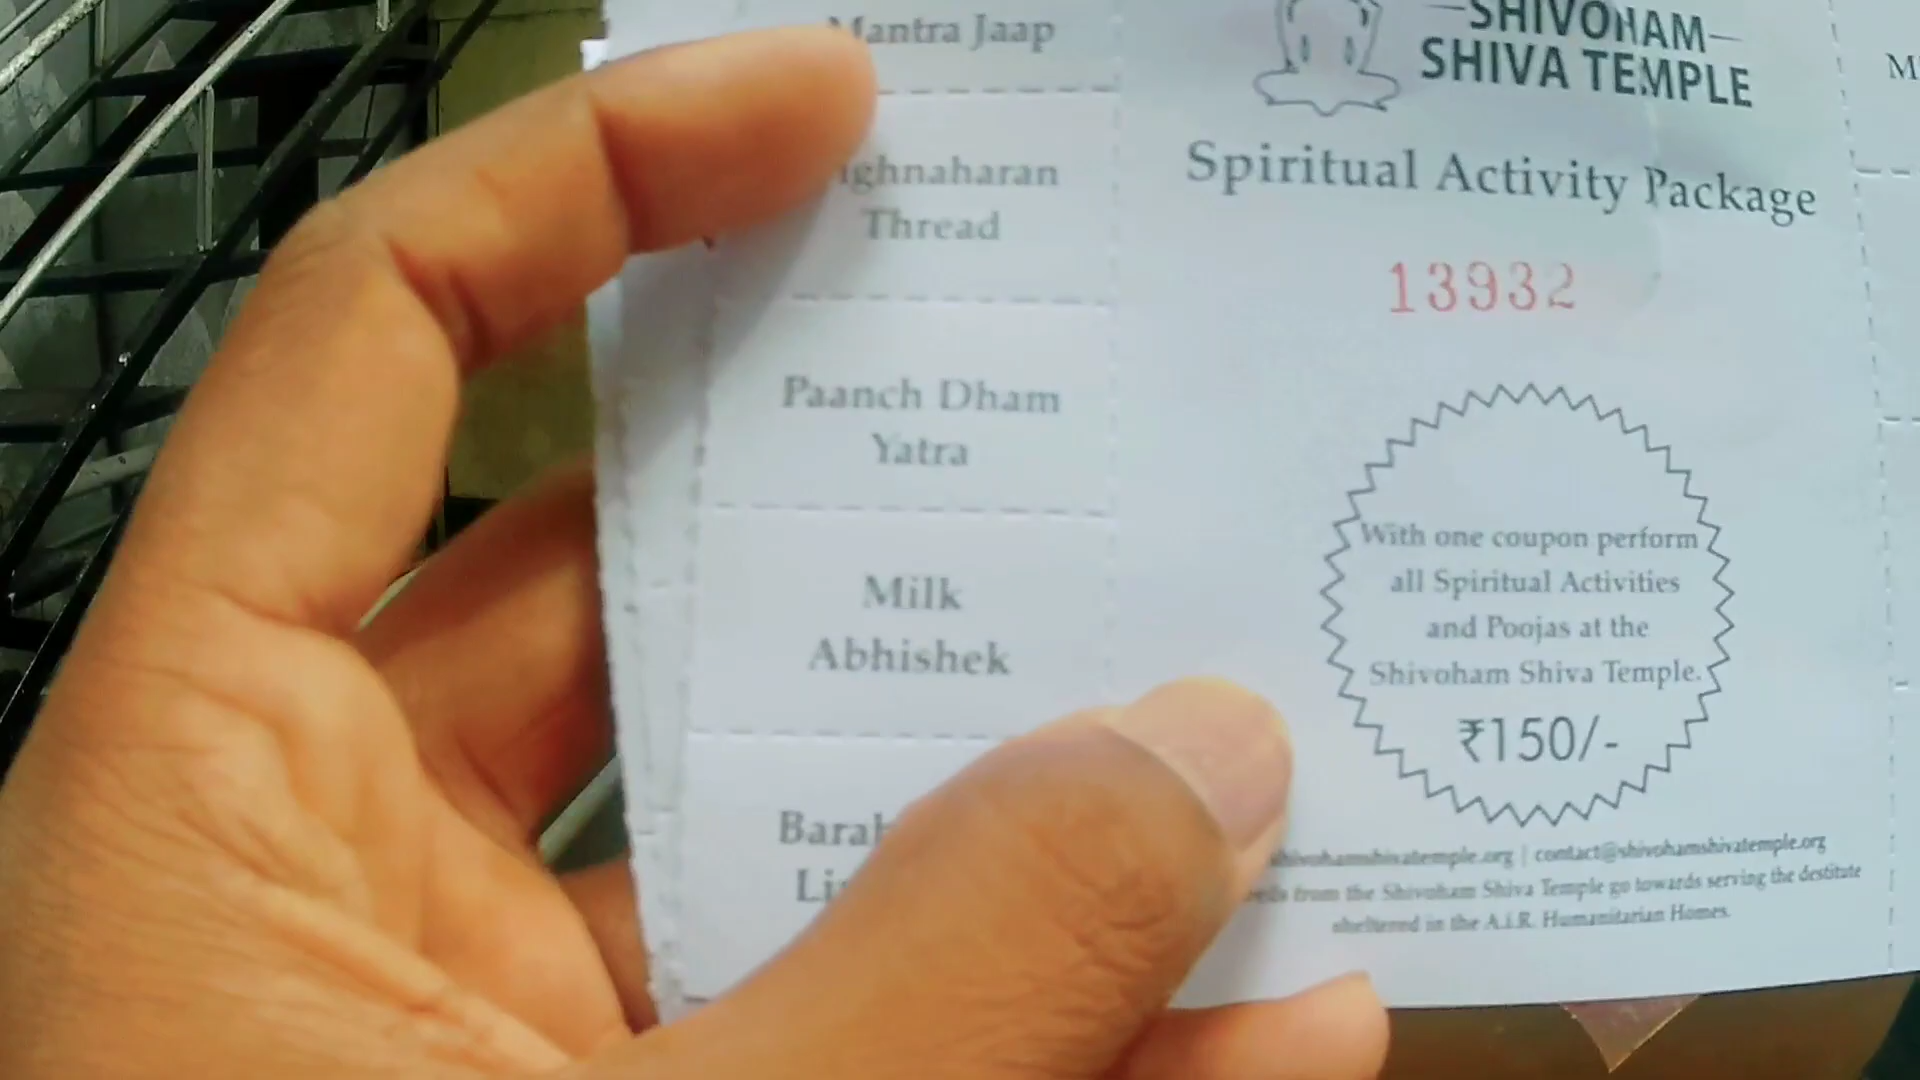 Mantra Jaap
Thread
Paanch Dham
Yatra
Milk
Abhishek
SHIVOHAM
SHIVA TEMPLE
Spiritual Activity Package
13932
With one coupon perform
all Spiritual Activities
and Poojas at the
Shivoham Shiva Temple.
₹150/-
shivohamshivatemple.org | contact@shivohamshivatemple.org
from the Shivoham Shiva Temple go towards serving the destitute
sheltered in the A.I.R. Humanitarian Homes.